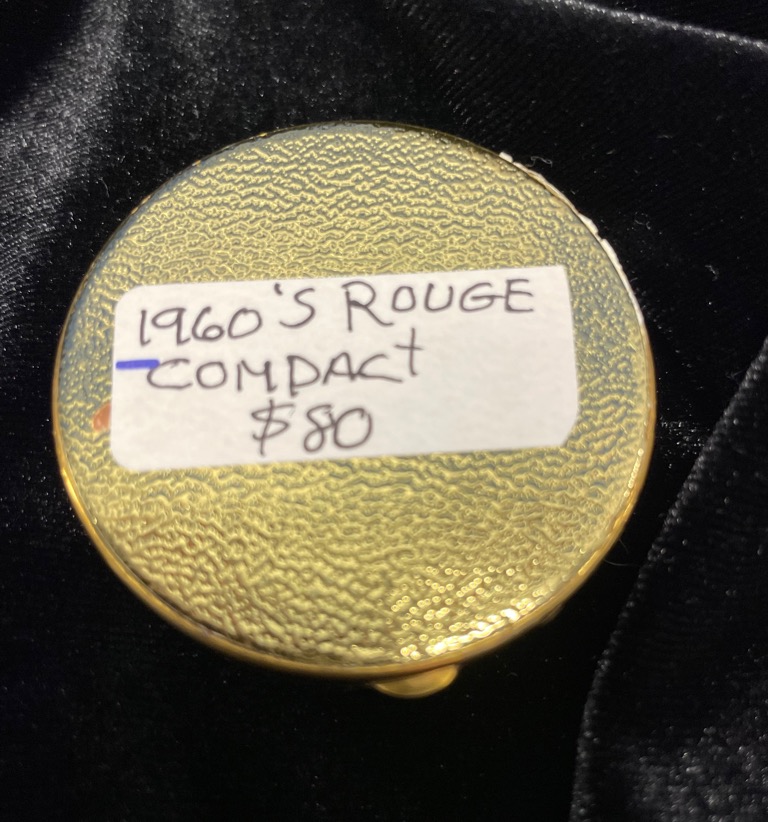 1960'S ROUGE
COMPACT
$80